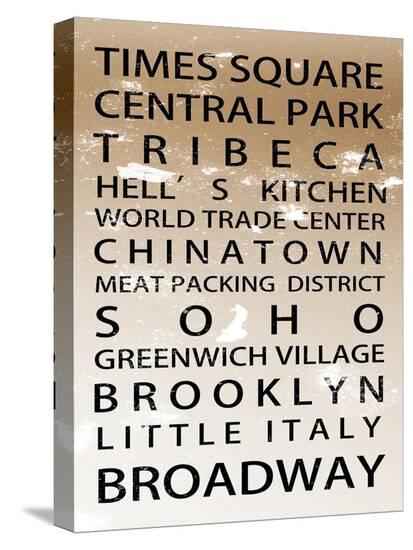 TIMES SQUARE
CENTRAL PARK
TRIBECA
HELL´S KITCHEN
WORLD TRADE CENTER
CHINATOWN
MEAT PACKING DISTRICT
SOHO
GREENWICH VILLAGE
BROOKLYN
LITTLE ITALY
BROADWAY